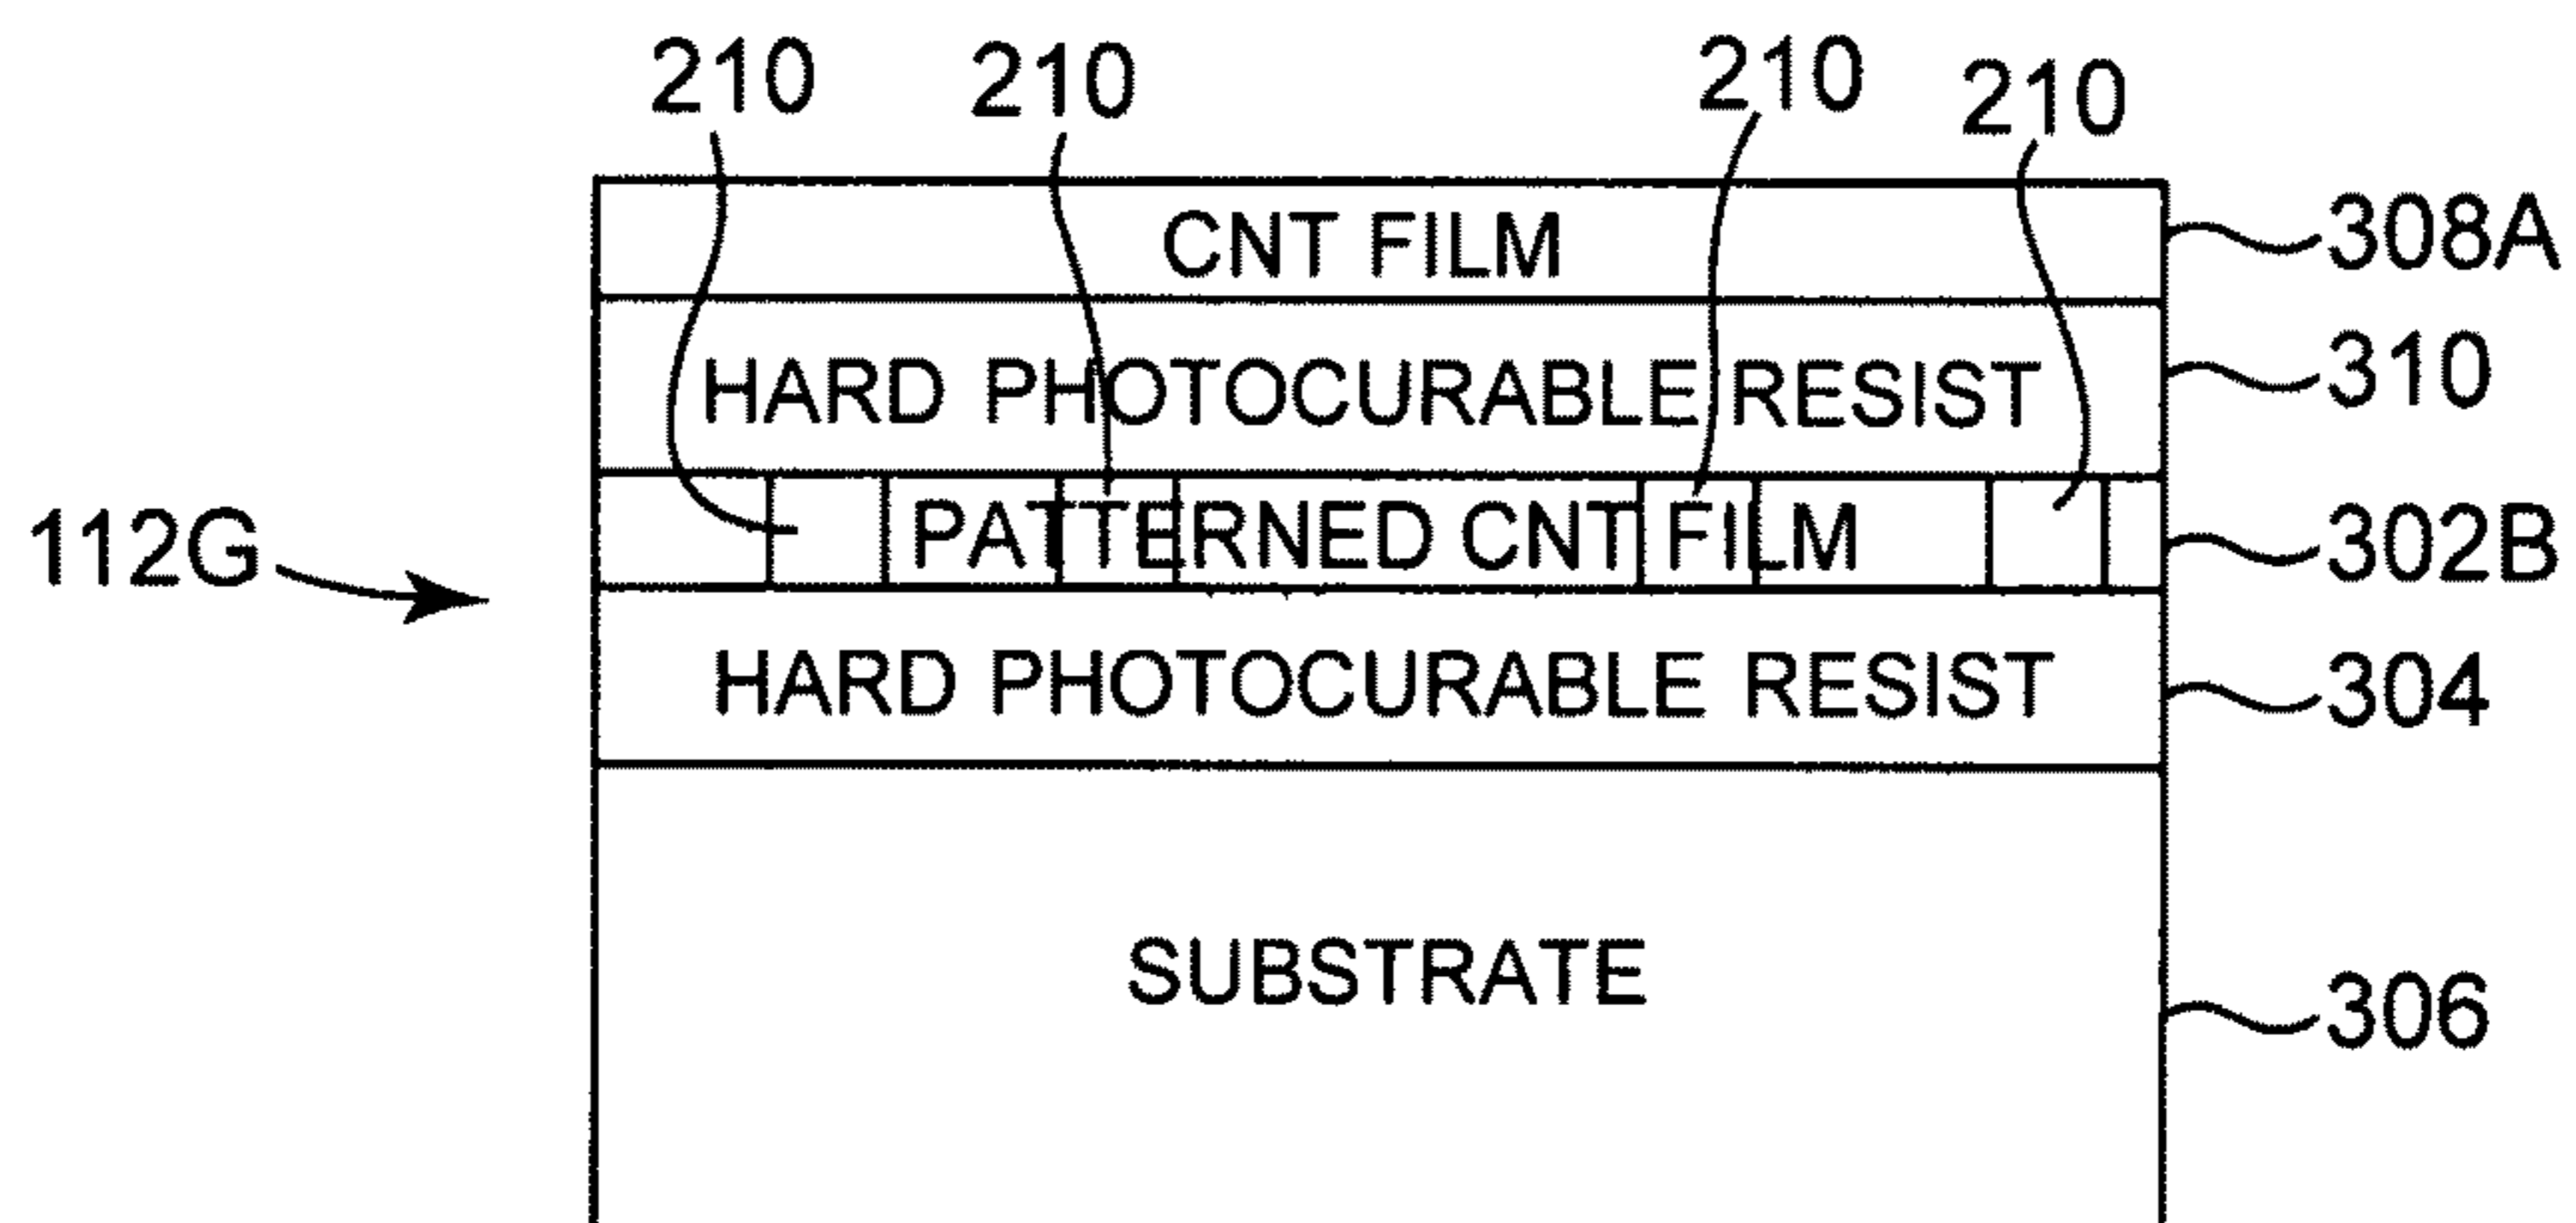 210 210 210 210
CNT FILM 308A
HARD PHOTOCURABLE RESIST 310
PATTERNED CNT FILM 302B
112G
HARD PHOTOCURABLE RESIST 304
SUBSTRATE 306